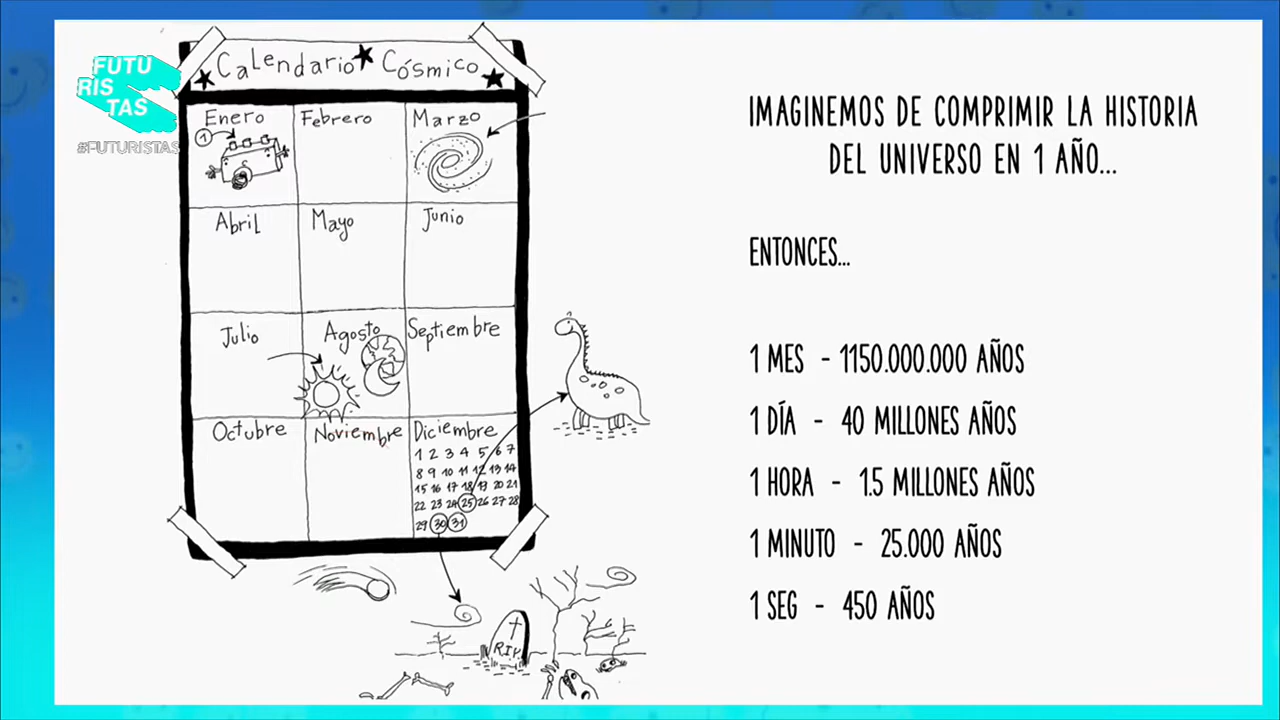 FUTU
RIS
TAS
#FUTURISTAS
Calendario Cósmico
Enero
1
Febrero
Marzo
Abril
Mayo
Junio
Julio
Agosto
Septiembre
Octubre
Noviembre
Diciembre
1 2 3 4 5 6 7
8 9 10 11 12 13 14
15 16 17 18 19 20 21
22 23 24 25 26 27 28
29 30 31
R.I.P.
IMAGINEMOS DE COMPRIMIR LA HISTORIA
DEL UNIVERSO EN 1 AÑO...
ENTONCES...
1 MES - 1150.000.000 AÑOS
1 DÍA - 40 MILLONES AÑOS
1 HORA - 1.5 MILLONES AÑOS
1 MINUTO - 25.000 AÑOS
1 SEG - 450 AÑOS